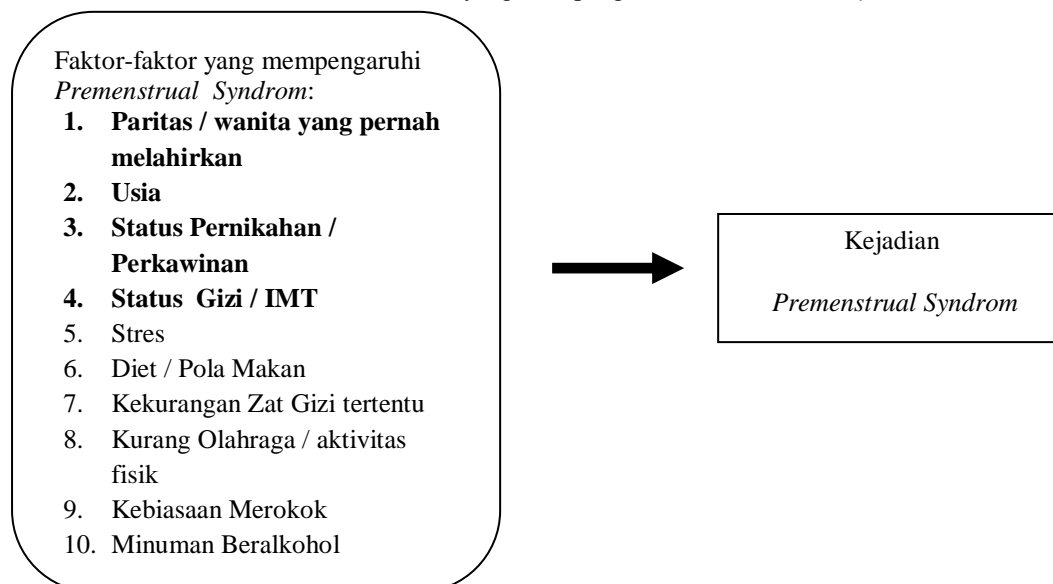 Faktor-faktor yang mempengaruhi
Premenstrual Syndrom:
1. Paritas / wanita yang pernah
melahirkan
2. Usia
3. Status Pernikahan /
Perkawinan
4. Status Gizi / IMT
5. Stres
6. Diet / Pola Makan
7. Kekurangan Zat Gizi tertentu
8. Kurang Olahraga / aktivitas
fisik
9. Kebiasaan Merokok
10. Minuman Beralkohol
Kejadian
Premenstrual Syndrom